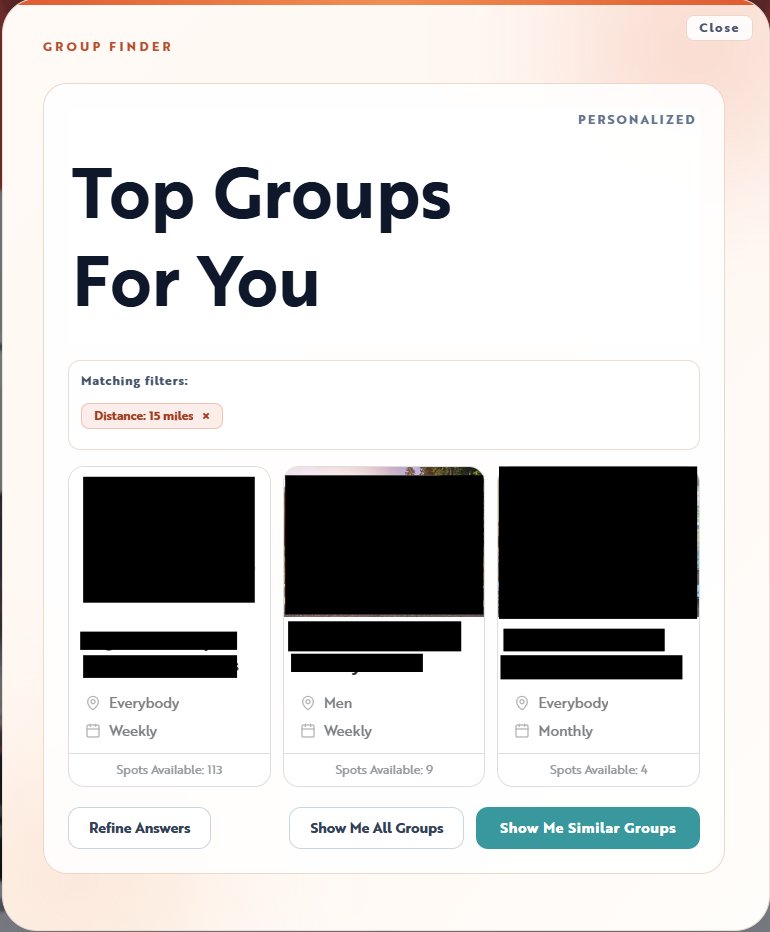 Close
GROUP FINDER
PERSONALIZED
Top Groups
For You
Matching filters:
Distance: 15 miles ×
Everybody
Weekly
Spots Available: 113
Men
Weekly
Spots Available: 9
Everybody
Monthly
Spots Available: 4
Refine Answers
Show Me All Groups
Show Me Similar Groups